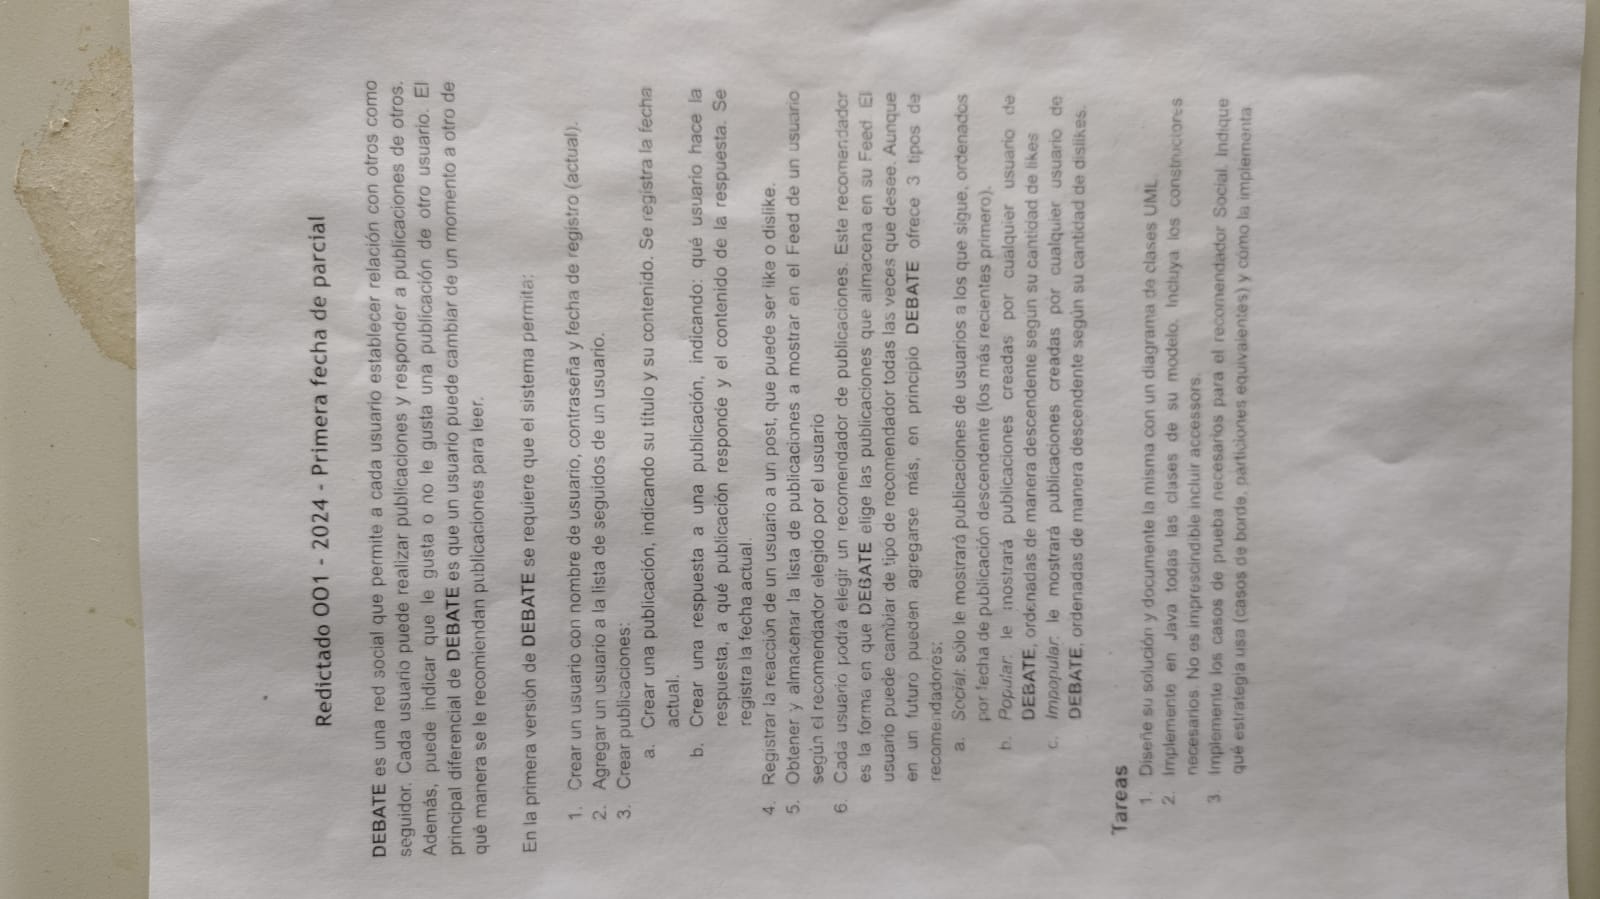 Redictado OO1 - 2024 - Primera fecha de parcial
DEBATE es una red social que permite a cada usuario establecer relación con otros como
seguidor. Cada usuario puede realizar publicaciones y responder a publicaciones de otros.
Además, puede indicar que le gusta o no le gusta una publicación de otro usuario. El
principal diferencial de DEBATE es que un usuario puede cambiar de un momento a otro de
qué manera se le recomiendan publicaciones para leer.
En la primera versión de DEBATE se requiere que el sistema permita:
1. Crear un usuario con nombre de usuario, contraseña y fecha de registro (actual).
2. Agregar un usuario a la lista de seguidos de un usuario.
3. Crear publicaciones:
a. Crear una publicación, indicando su título y su contenido. Se registra la fecha
actual.
b. Crear una respuesta a una publicación, indicando: qué usuario hace la
respuesta, a qué publicación responde y el contenido de la respuesta. Se
registra la fecha actual.
4. Registrar la reacción de un usuario a un post, que puede ser like o dislike.
5. Obtener y almacenar la lista de publicaciones a mostrar en el Feed de un usuario
según el recomendador elegido por el usuario
6. Cada usuario podrá elegir un recomendador de publicaciones. Este recomendador
es la forma en que DEBATE elige las publicaciones que almacena en su Feed. El
usuario puede cambiar de tipo de recomendador todas las veces que desee. Aunque
en un futuro pueden agregarse más, en principio DEBATE ofrece 3 tipos de
recomendadores:
a. Social: sólo le mostrará publicaciones de usuarios a los que sigue, ordenados
por fecha de publicación descendente (los más recientes primero).
b. Popular: le mostrará publicaciones creadas por cualquier usuario de
DEBATE, ordenadas de manera descendente según su cantidad de likes
c. Impopular: le mostrará publicaciones creadas por cualquier usuario de
DEBATE, ordenadas de manera descendente según su cantidad de dislikes.
Tareas
1. Diseñe su solución y documente la misma con un diagrama de clases UML.
2. Implemente en Java todas las clases de su modelo. Incluya los constructores
necesarios. No es imprescindible incluir accessors.
3. Implemente los casos de prueba necesarios para el recomendador Social. Indique
qué estrategia usa (casos de borde, particiones equivalentes) y cómo la implementa.